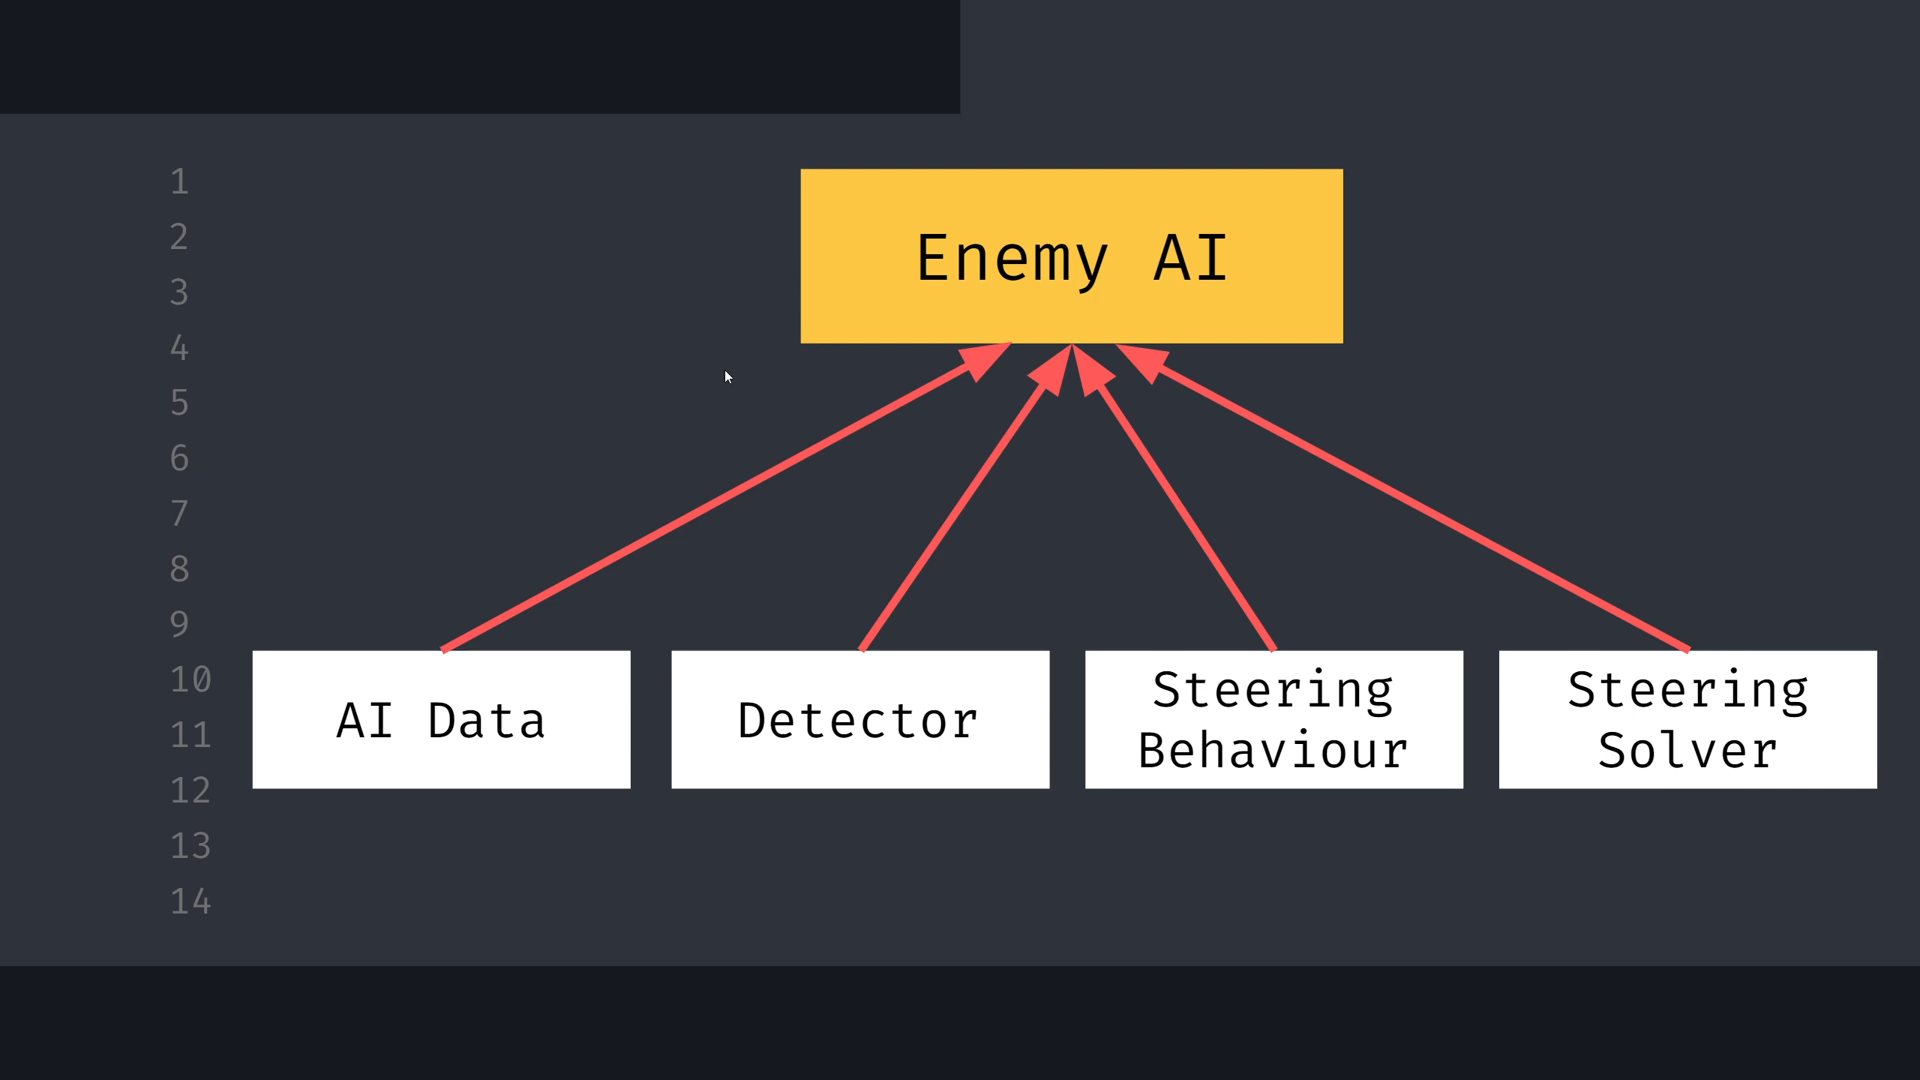 1
2
3
4
5
6
7
8
9
10
11
12
13
14
Enemy AI
AI Data
Detector
Steering
Behaviour
Steering
Solver